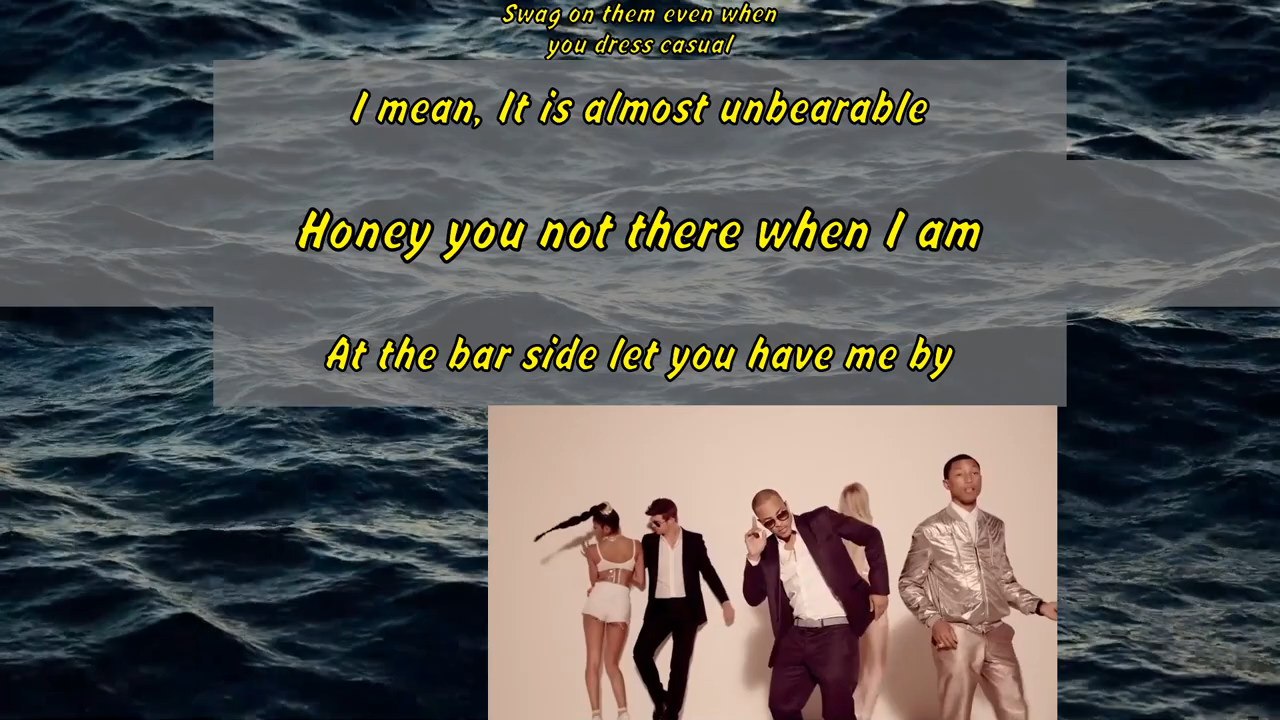 Swag on them even when
you dress casual
I mean, It is almost unbearable
Honey you not there when I am
At the bar side let you have me by